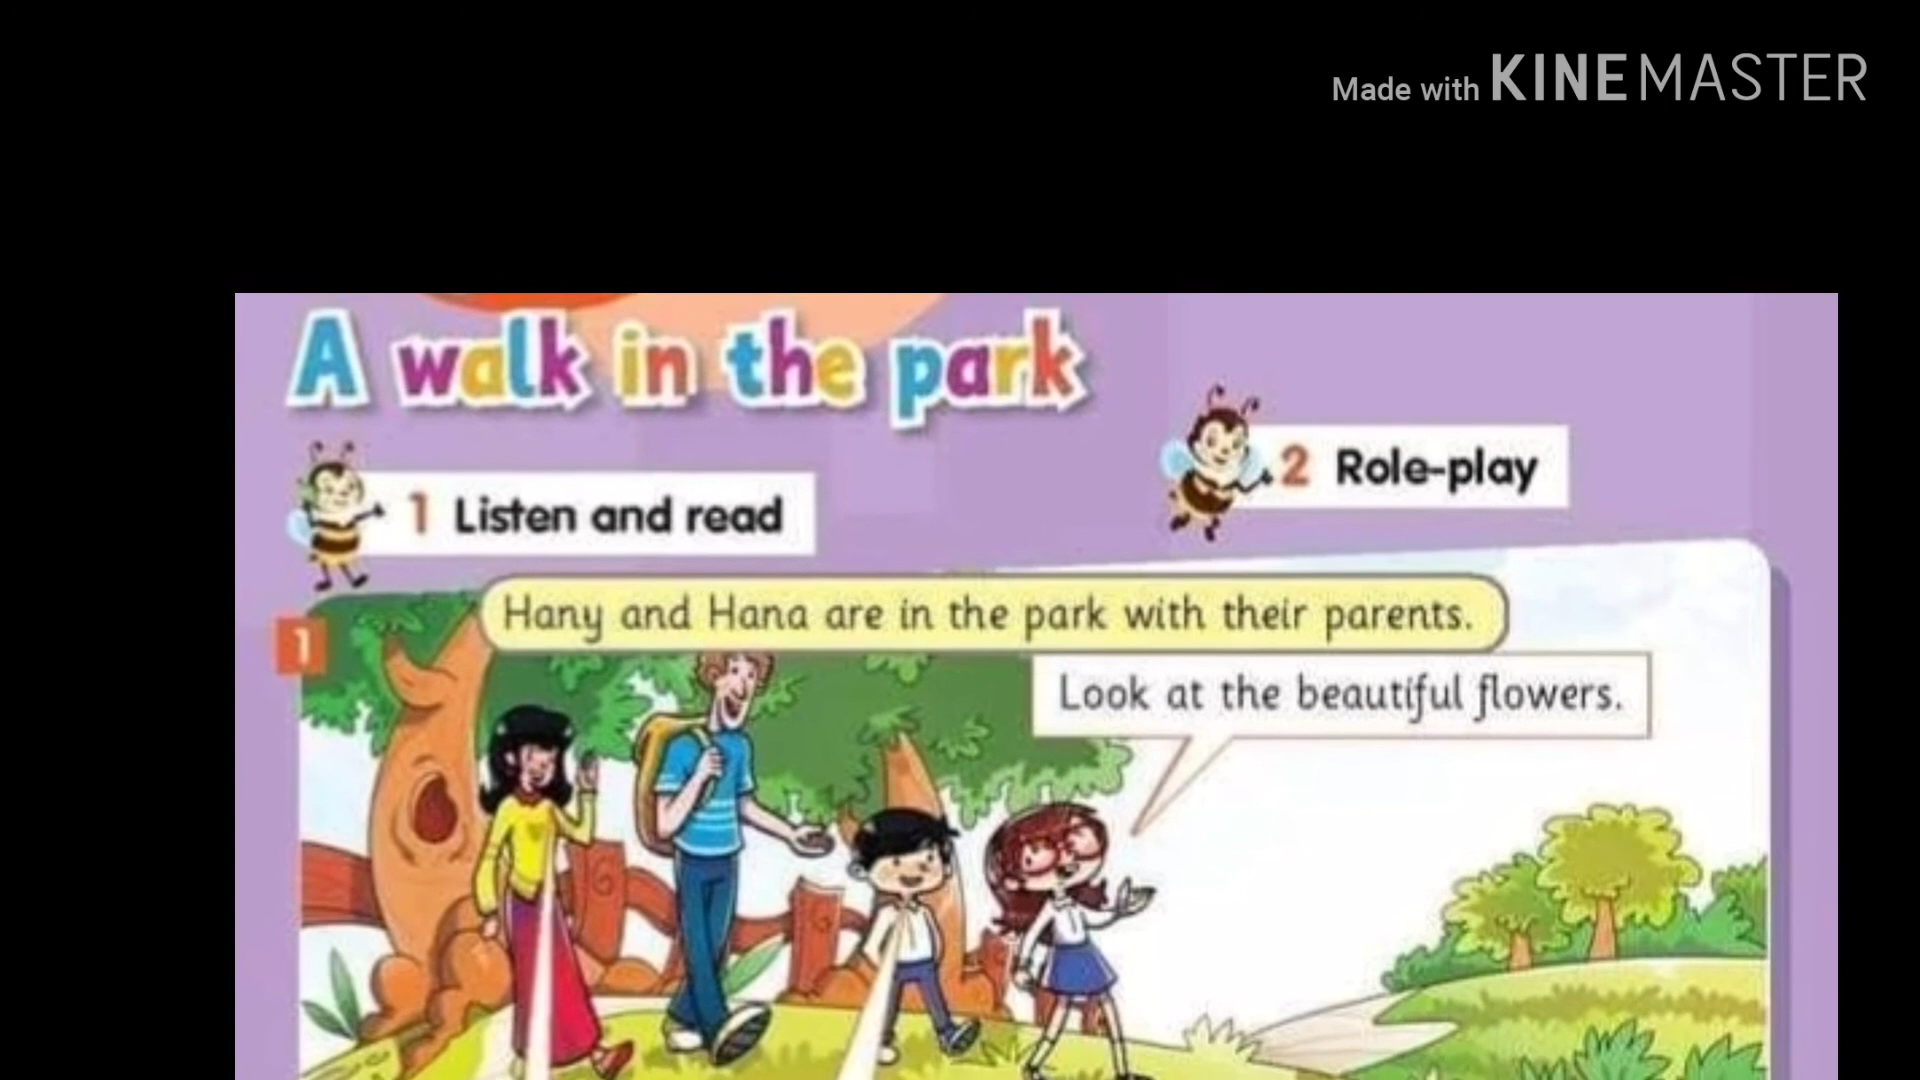 Made with KINEMASTER
A walk in the park
1 Listen and read
2 Role-play
1
Hany and Hana are in the park with their parents.
Look at the beautiful flowers.